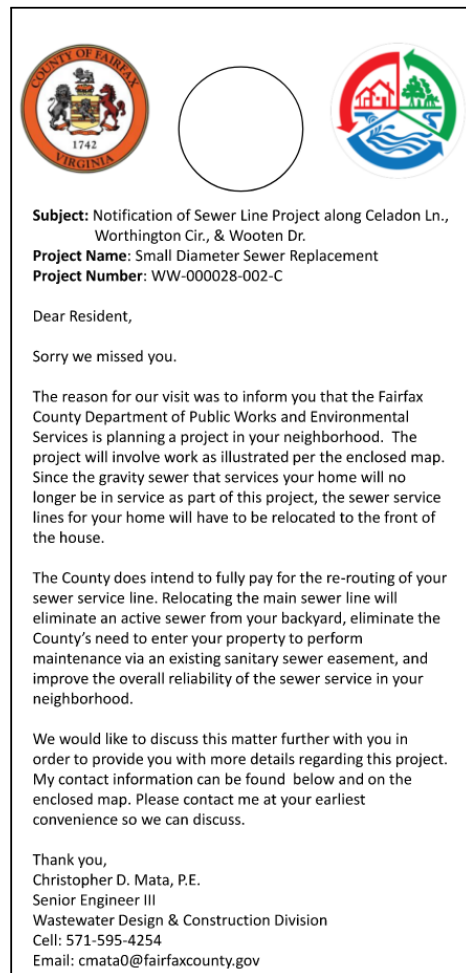 COUNTY OF FAIRFAX
1742
VIRGINIA
Subject: Notification of Sewer Line Project along Celadon Ln.,
Worthington Cir., & Wooten Dr.
Project Name: Small Diameter Sewer Replacement
Project Number: WW-000028-002-C
Dear Resident,
Sorry we missed you.
The reason for our visit was to inform you that the Fairfax
County Department of Public Works and Environmental
Services is planning a project in your neighborhood.  The
project will involve work as illustrated per the enclosed map.
Since the gravity sewer that services your home will no
longer be in service as part of this project, the sewer service
lines for your home will have to be relocated to the front of
the house.
The County does intend to fully pay for the re-routing of your
sewer service line. Relocating the main sewer line will
eliminate an active sewer from your backyard, eliminate the
County's need to enter your property to perform
maintenance via an existing sanitary sewer easement, and
improve the overall reliability of the sewer service in your
neighborhood.
We would like to discuss this matter further with you in
order to provide you with more details regarding this project.
My contact information can be found  below and on the
enclosed map. Please contact me at your earliest
convenience so we can discuss.
Thank you,
Christopher D. Mata, P.E.
Senior Engineer III
Wastewater Design & Construction Division
Cell: 571-595-4254
Email: cmata0@fairfaxcounty.gov